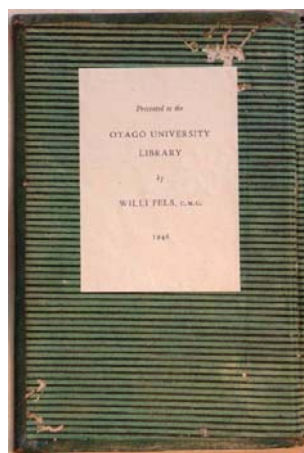 Presented to the
OTAGO UNIVERSITY
LIBRARY
by
WILLI FELS, C.M.G.
1946